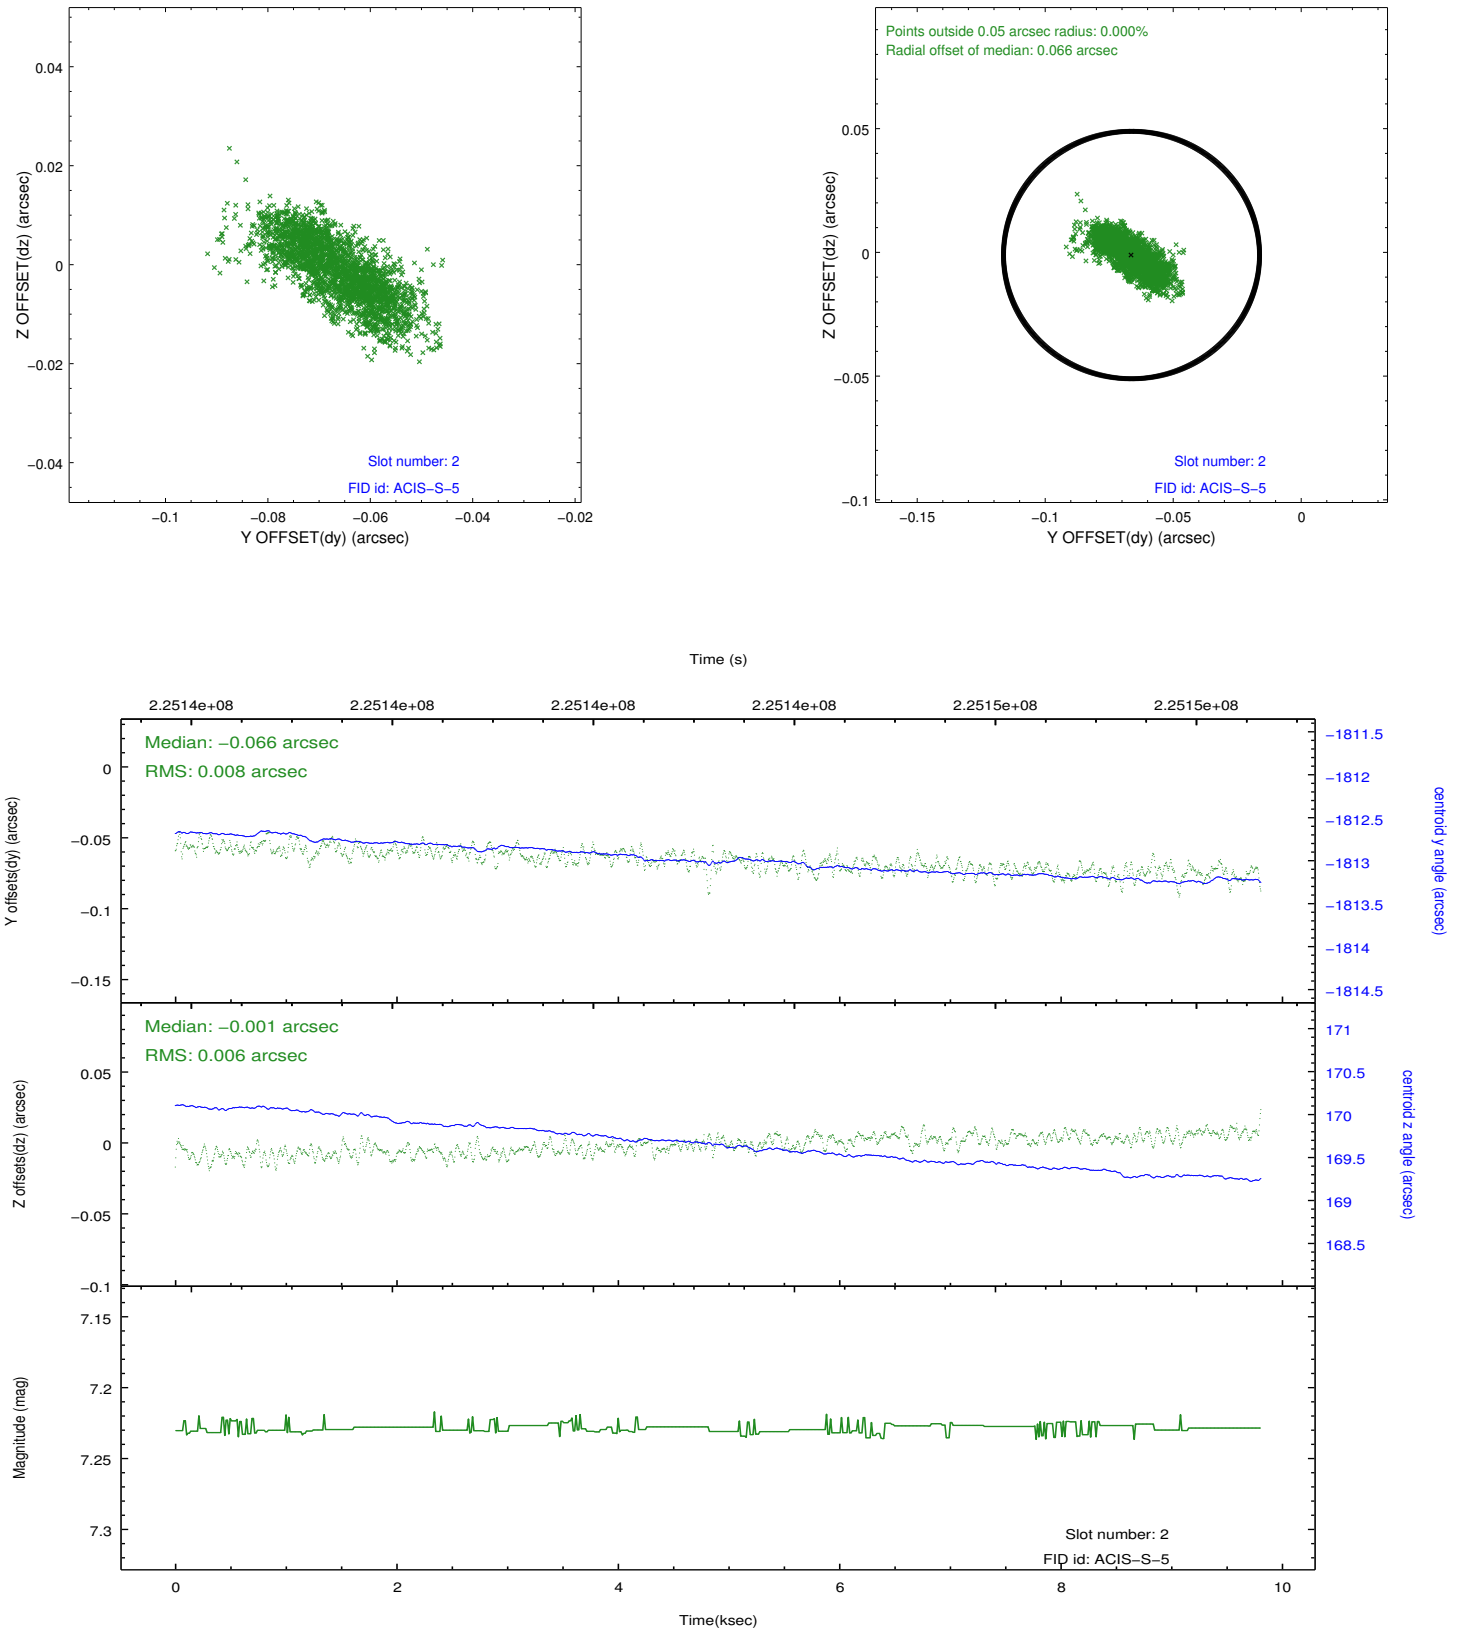 0.04
0.02
0
−0.02
−0.04
Z OFFSET(dz) (arcsec)
Slot number: 2
FID id: ACIS−S−5
−0.1 −0.08 −0.06 −0.04 −0.02
Y OFFSET(dy) (arcsec)
Points outside 0.05 arcsec radius: 0.000%
Radial offset of median: 0.066 arcsec
0.05
0
−0.05
−0.1
Z OFFSET(dz) (arcsec)
Slot number: 2
FID id: ACIS−S−5
−0.15 −0.1 −0.05 0
Y OFFSET(dy) (arcsec)
Time (s)
2.2514e+08 2.2514e+08 2.2514e+08 2.2514e+08 2.2515e+08 2.2515e+08
Median: −0.066 arcsec
RMS: 0.008 arcsec
0
−0.05
−0.1
−0.15
Y offsets(dy) (arcsec)
−1811.5
−1812
−1812.5
−1813
−1813.5
−1814
−1814.5
centroid y angle (arcsec)
Median: −0.001 arcsec
RMS: 0.006 arcsec
0.05
0
−0.05
−0.1
Z offsets(dz) (arcsec)
171
170.5
170
169.5
169
168.5
centroid z angle (arcsec)
7.15
7.2
7.25
7.3
Magnitude (mag)
Slot number: 2
FID id: ACIS−S−5
0 2 4 6 8 10
Time(ksec)